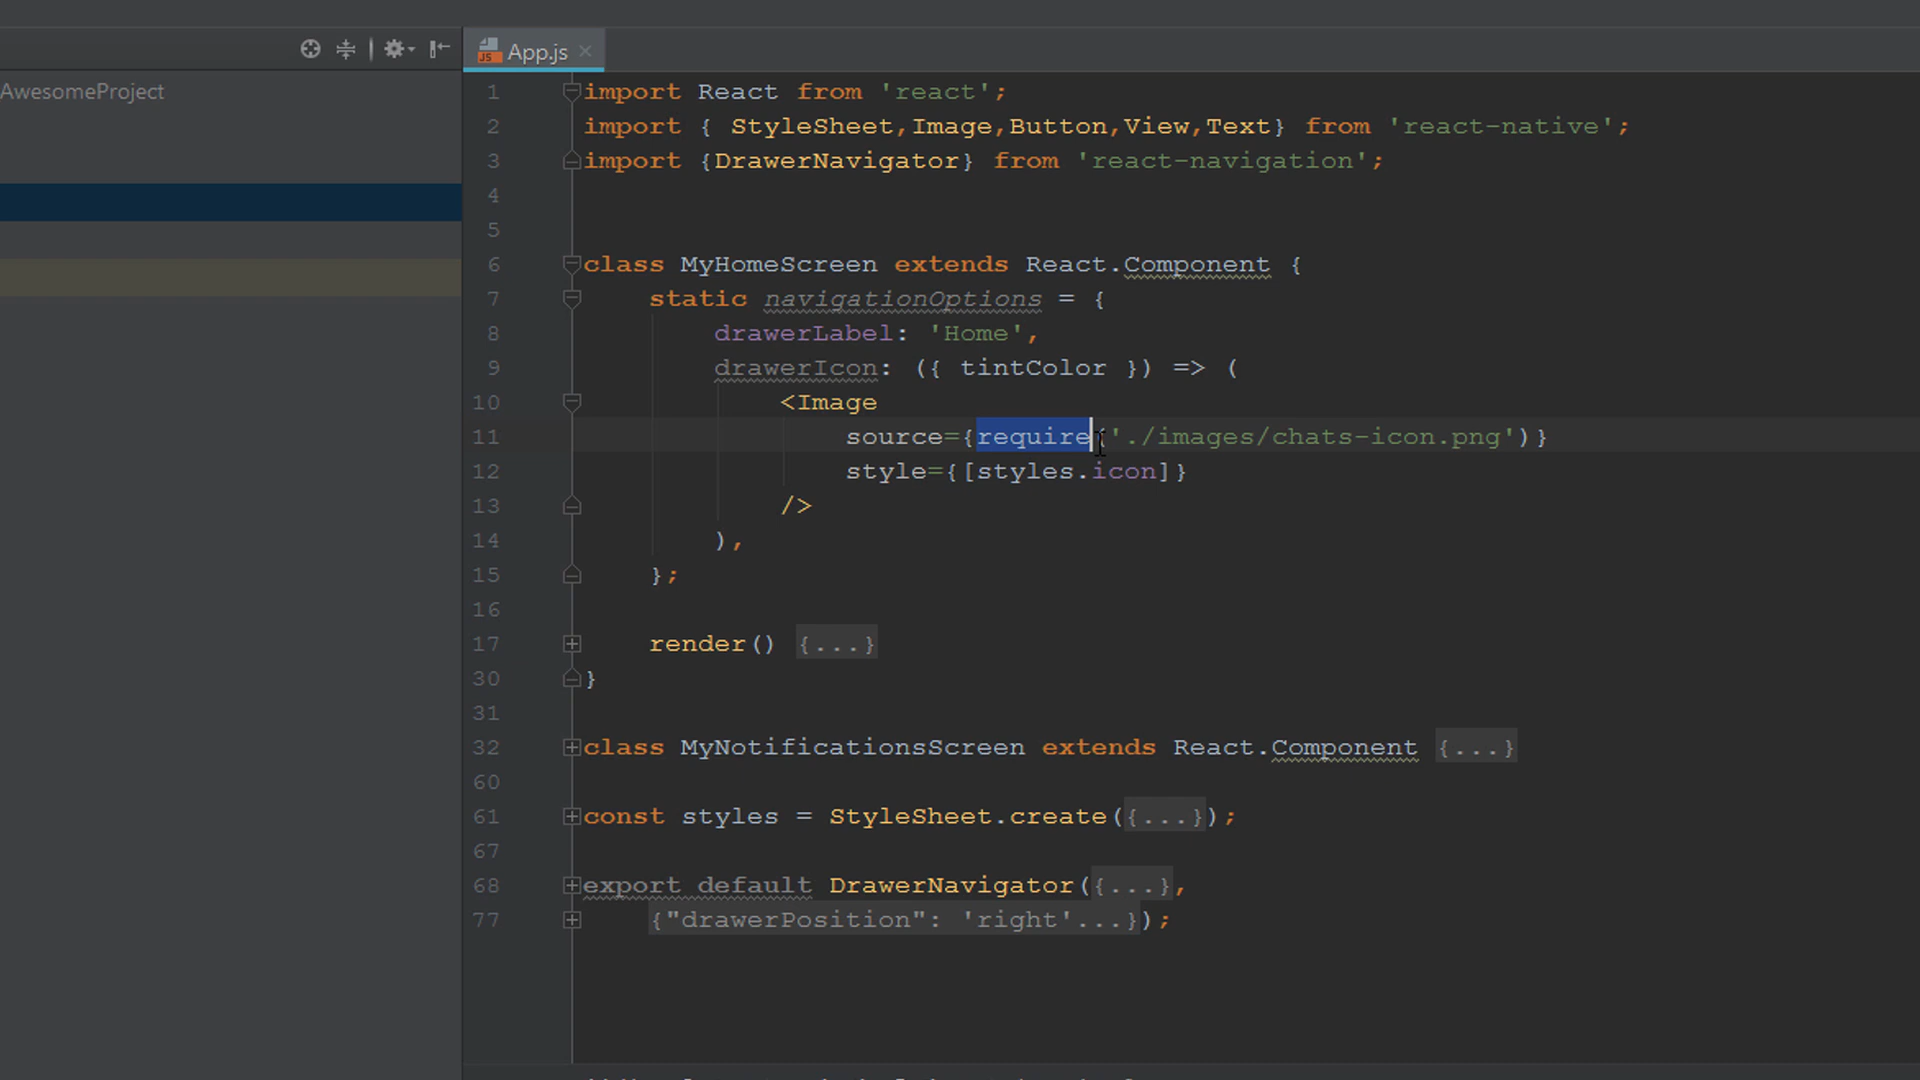 App.js
AwesomeProject
1 import React from 'react';
2 import { StyleSheet,Image,Button,View,Text} from 'react-native';
3 import {DrawerNavigator} from 'react-navigation';
4
5
6 class MyHomeScreen extends React.Component {
7 static navigationOptions = {
8 drawerLabel: 'Home',
9 drawerIcon: ({ tintColor }) => (
10 <Image
11 source={require('./images/chats-icon.png')}
12 style={[styles.icon]}
13 />
14 ),
15 };
16
17 render() {...}
30 }
31
32 class MyNotificationsScreen extends React.Component {...}
60
61 const styles = StyleSheet.create({...});
67
68 export default DrawerNavigator({...},
77 {"drawerPosition": 'right'...});